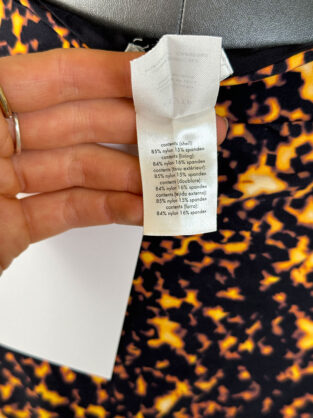 contents (shell)
85% nylon 15% spandex
contents (lining)
84% nylon 16% spandex
contents (tissu extérieur)
85% nylon 15% spandex
contents (doublure)
84% nylon 16% spandex
contents (tejido externo)
85% nylon 15% spandex
contents (forro)
84% nylon 16% spandex